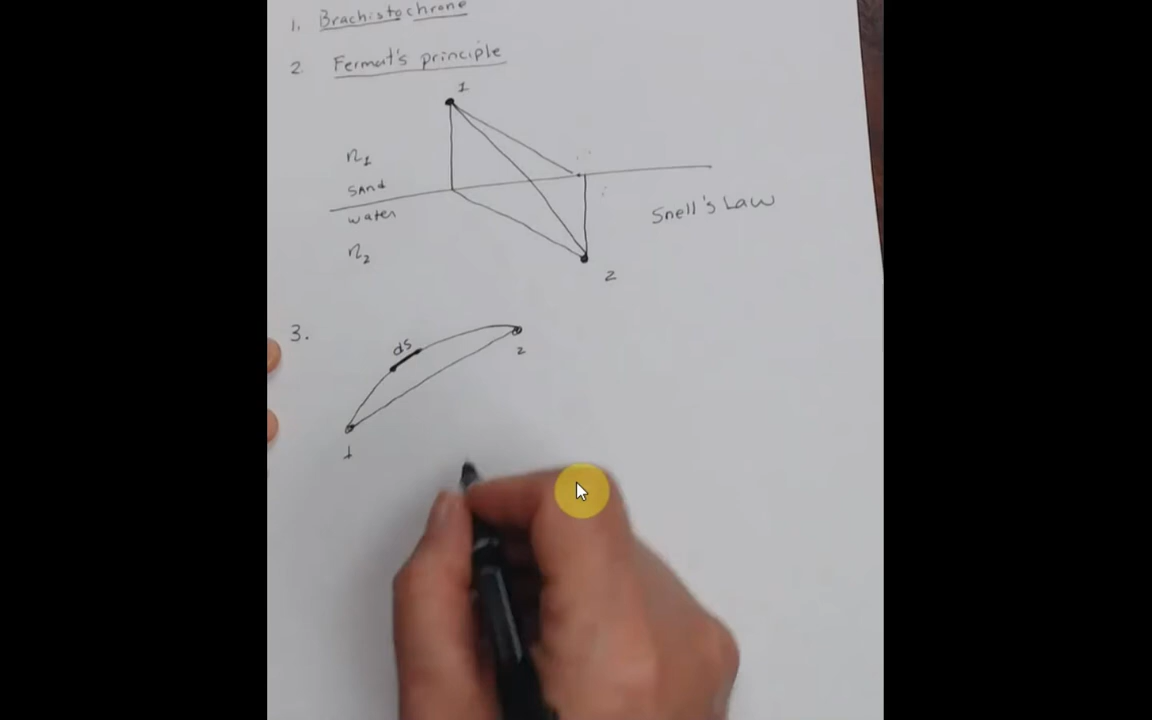 1. Brachistochrone
2. Fermat's principle
1
n1
sand
water
n2
Snell's Law
2
3.
ds
2
1